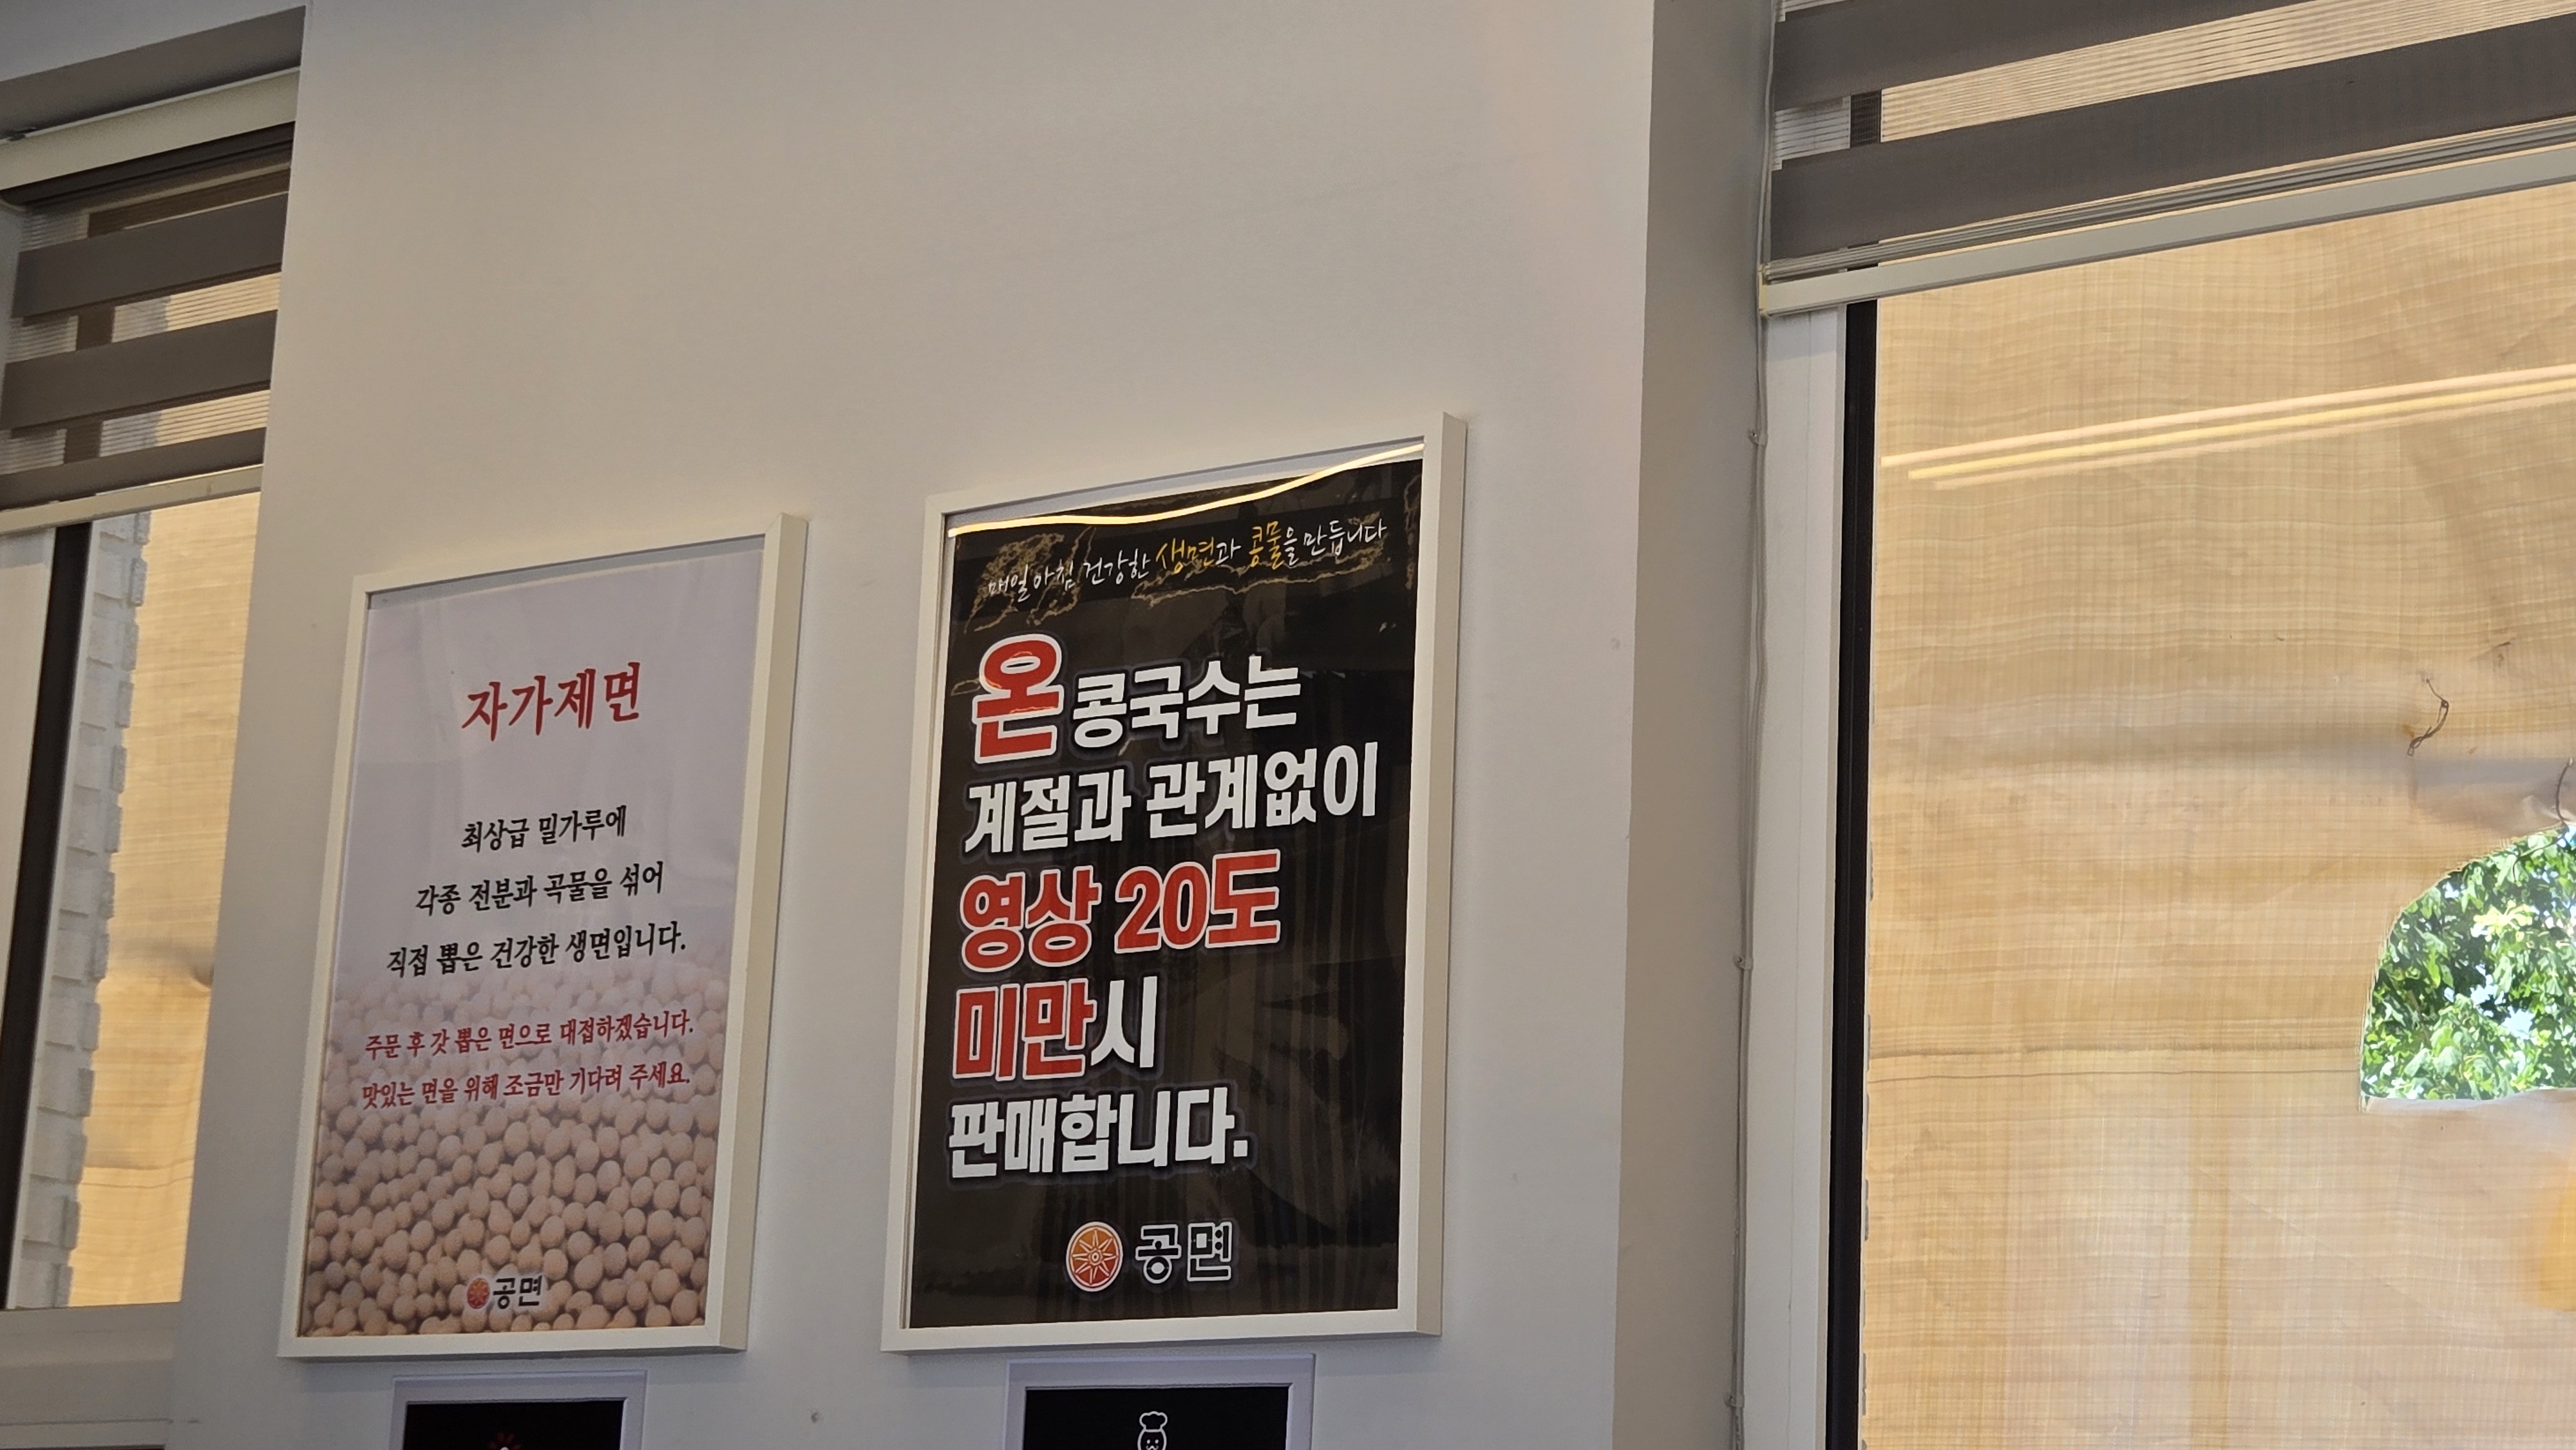 자가제면
최상급 밀가루에
각종 전분과 곡물을 섞어
직접 뽑은 건강한 생면입니다.
주문 후 갓 뽑은 면으로 대접하겠습니다.
맛있는 면을 위해 조금만 기다려 주세요.
공면
매일아침 건강한 생면과 콩물을 만듭니다
온 콩국수는
계절과 관계없이
영상 20도
미만시
판매합니다.
공면